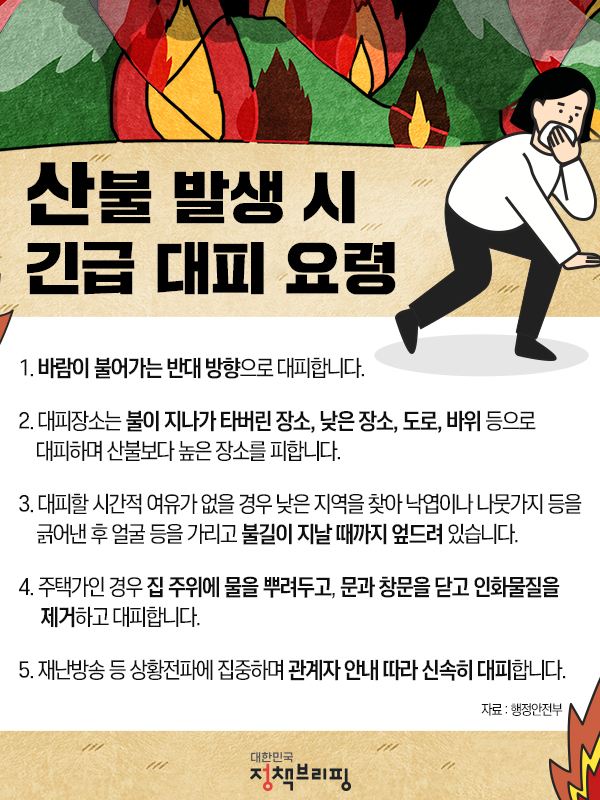 산불 발생 시
긴급 대피 요령
1. 바람이 불어가는 반대 방향으로 대피합니다.
2. 대피장소는 불이 지나가 타버린 장소, 낮은 장소, 도로, 바위 등으로
대피하며 산불보다 높은 장소를 피합니다.
3. 대피할 시간적 여유가 없을 경우 낮은 지역을 찾아 낙엽이나 나뭇가지 등을
긁어낸 후 얼굴 등을 가리고 불길이 지날 때까지 엎드려 있습니다.
4. 주택가인 경우 집 주위에 물을 뿌려두고, 문과 창문을 닫고 인화물질을
제거하고 대피합니다.
5. 재난방송 등 상황전파에 집중하며 관계자 안내 따라 신속히 대피합니다.
자료 : 행정안전부
대한민국
정책브리핑